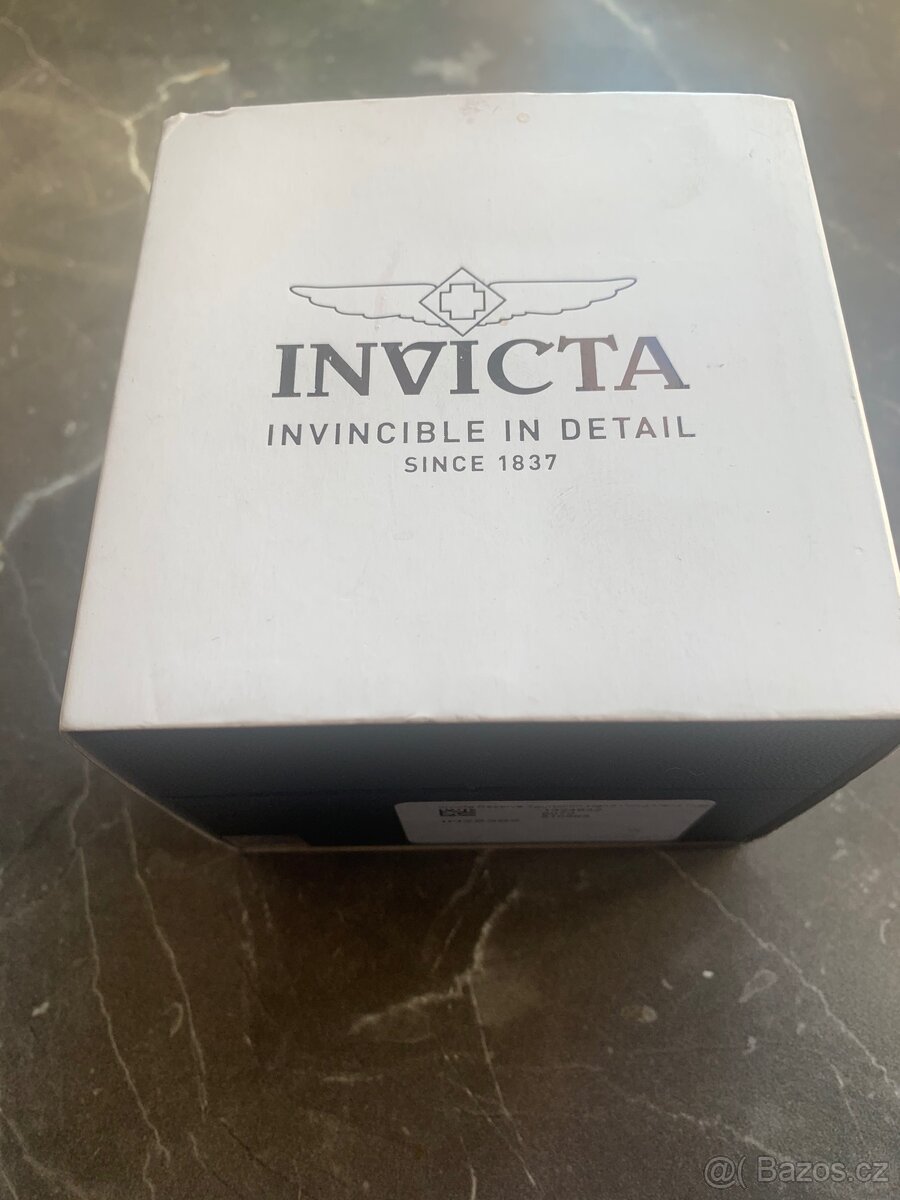 INVICTA
INVINCIBLE IN DETAIL
SINCE 1837
@( Bazos.cz